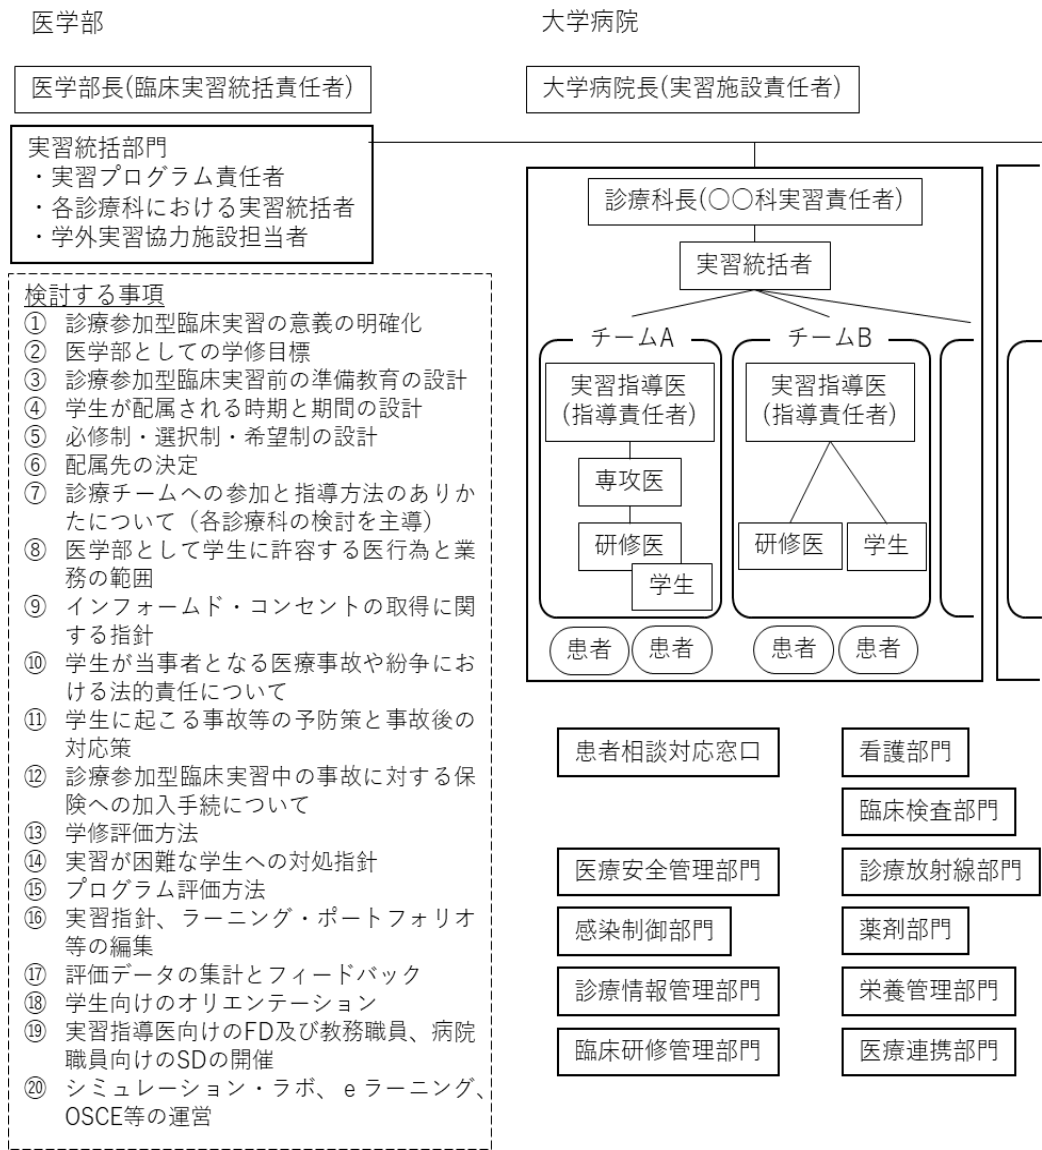 医学部
医学部長(臨床実習統括責任者)
実習統括部門
・実習プログラム責任者
・各診療科における実習統括者
・学外実習協力施設担当者
検討する事項
① 診療参加型臨床実習の意義の明確化
② 医学部としての学修目標
③ 診療参加型臨床実習前の準備教育の設計
④ 学生が配属される時期と期間の設計
⑤ 必修制・選択制・希望制の設計
⑥ 配属先の決定
⑦ 診療チームへの参加と指導方法のありか
たについて（各診療科の検討を主導）
⑧ 医学部として学生に許容する医行為と業
務の範囲
⑨ インフォームド・コンセントの取得に関
する指針
⑩ 学生が当事者となる医療事故や紛争にお
ける法的責任について
⑪ 学生に起こる事故等の予防策と事故後の
対応策
⑫ 診療参加型臨床実習中の事故に対する保
険への加入手続について
⑬ 学修評価方法
⑭ 実習が困難な学生への対処指針
⑮ プログラム評価方法
⑯ 実習指針、ラーニング・ポートフォリオ
等の編集
⑰ 評価データの集計とフィードバック
⑱ 学生向けのオリエンテーション
⑲ 実習指導医向けのFD及び教務職員、病院
職員向けのSDの開催
⑳ シミュレーション・ラボ、ｅラーニング、
OSCE等の運営
大学病院
大学病院長(実習施設責任者)
診療科長(〇〇科実習責任者)
実習統括者
チームA
実習指導医
(指導責任者)
専攻医
研修医
学生
患者
患者
チームB
実習指導医
(指導責任者)
研修医
学生
患者
患者
患者相談対応窓口
医療安全管理部門
感染制御部門
診療情報管理部門
臨床研修管理部門
看護部門
臨床検査部門
診療放射線部門
薬剤部門
栄養管理部門
医療連携部門